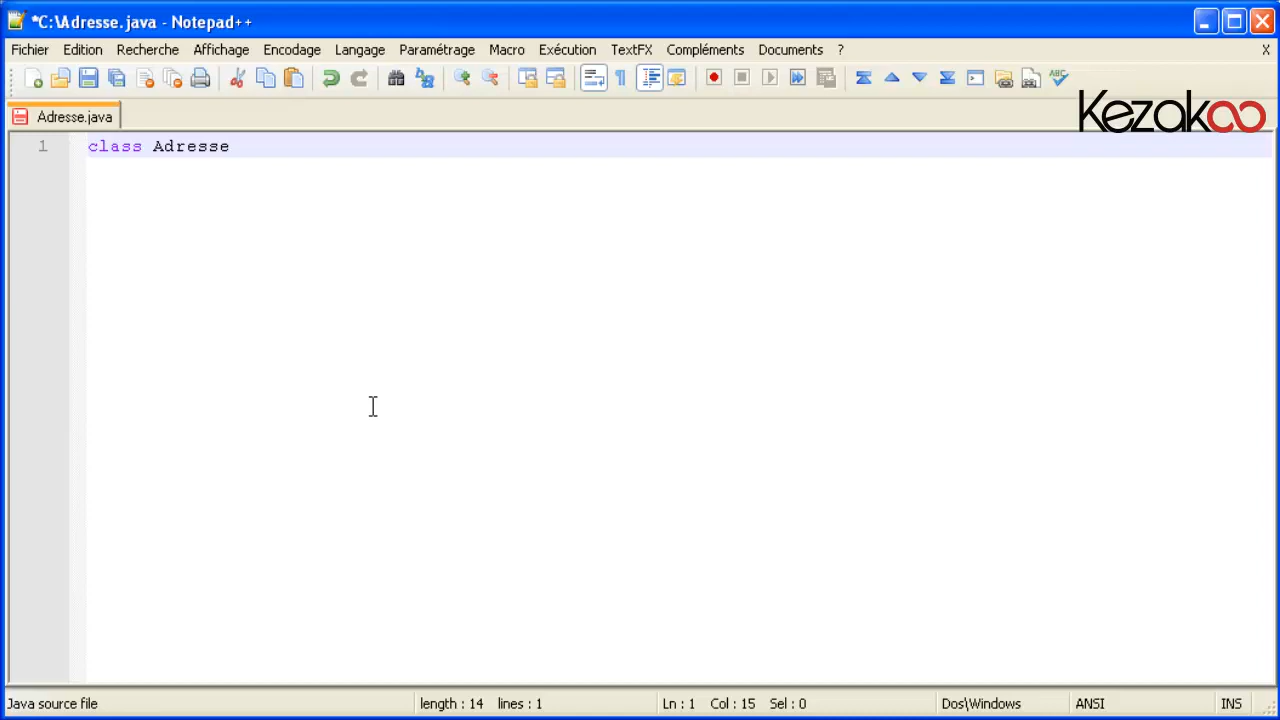 *C:\Adresse.java - Notepad++
Fichier Edition Recherche Affichage Encodage Langage Paramétrage Macro Exécution TextFX Compléments Documents ? X
ABC
Kezakoo
Adresse.java
1 class Adresse
Java source file length : 14 lines : 1 Ln : 1 Col : 15 Sel : 0 Dos\Windows ANSI INS